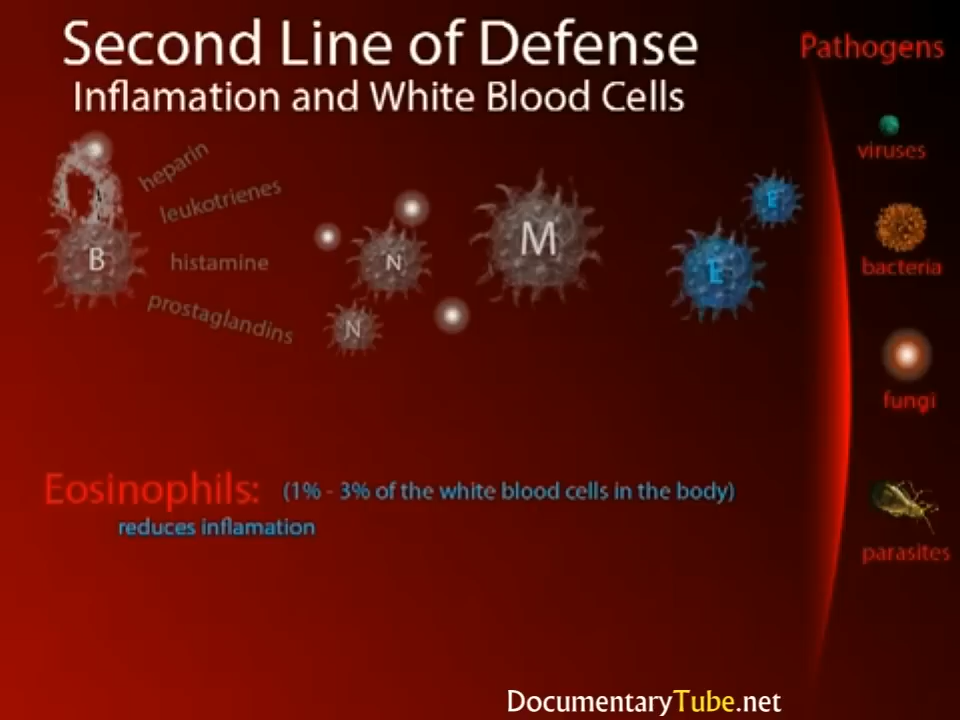 Second Line of Defense
Inflamation and White Blood Cells
Pathogens
heparin
leukotrienes
B
histamine
prostaglandins
N
N
M
E
E
viruses
bacteria
fungi
parasites
Eosinophils: (1% - 3% of the white blood cells in the body)
reduces inflamation
DocumentaryTube.net